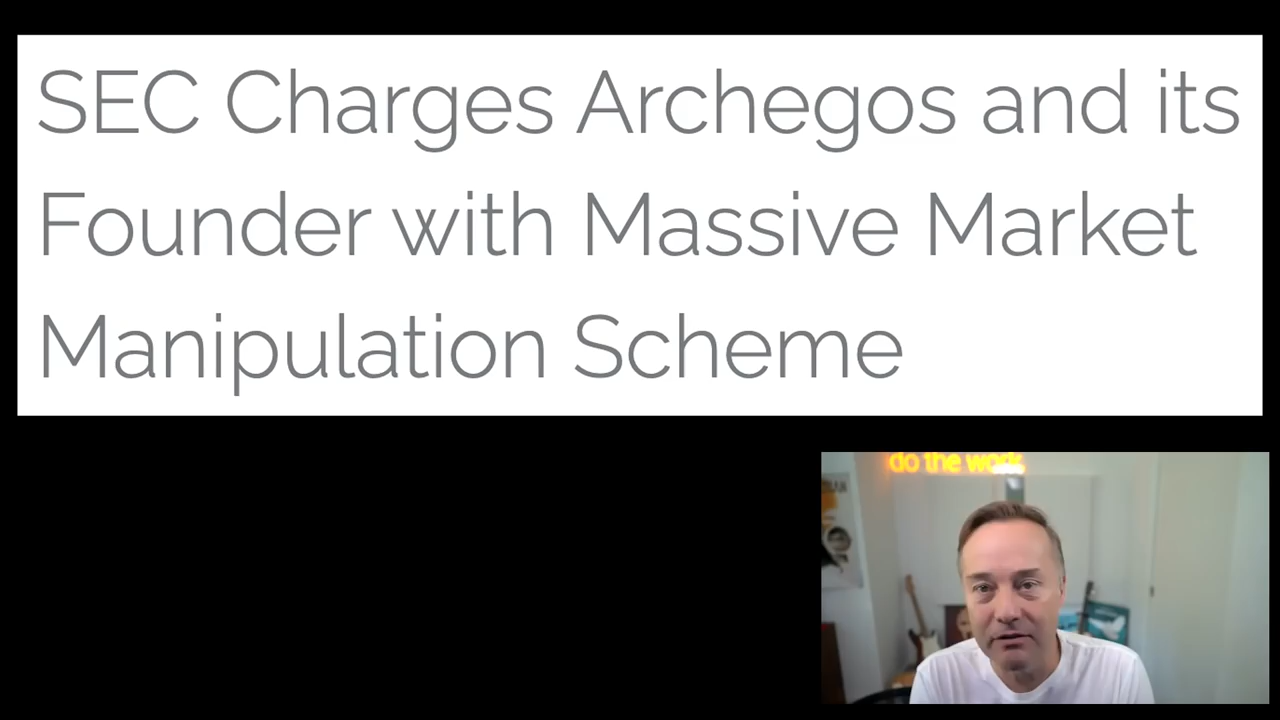 SEC Charges Archegos and its
Founder with Massive Market
Manipulation Scheme
do the work